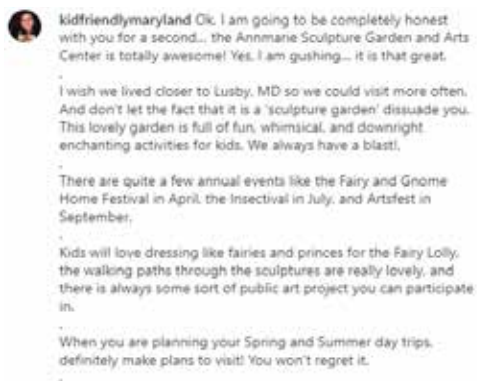 kidfriendlymaryland Ok, I am going to be completely honest
with you for a second... the Annmarie Sculpture Garden and Arts
Center is totally awesome! Yes, I am gushing... it is that great.
.
I wish we lived closer to Lusby, MD so we could visit more often.
And don't let the fact that it is a 'sculpture garden' dissuade you.
This lovely garden is full of fun, whimsical, and downright
enchanting activities for kids. We always have a blast!.
.
There are quite a few annual events like the Fairy and Gnome
Home Festival in April, the Insectival in July, and Artsfest in
September.
.
Kids will love dressing like fairies and princes for the Fairy Lolly,
the walking paths through the sculptures are really lovely, and
there is always some sort of public art project you can participate
in.
.
When you are planning your Spring and Summer day trips,
definitely make plans to visit! You won't regret it.
.